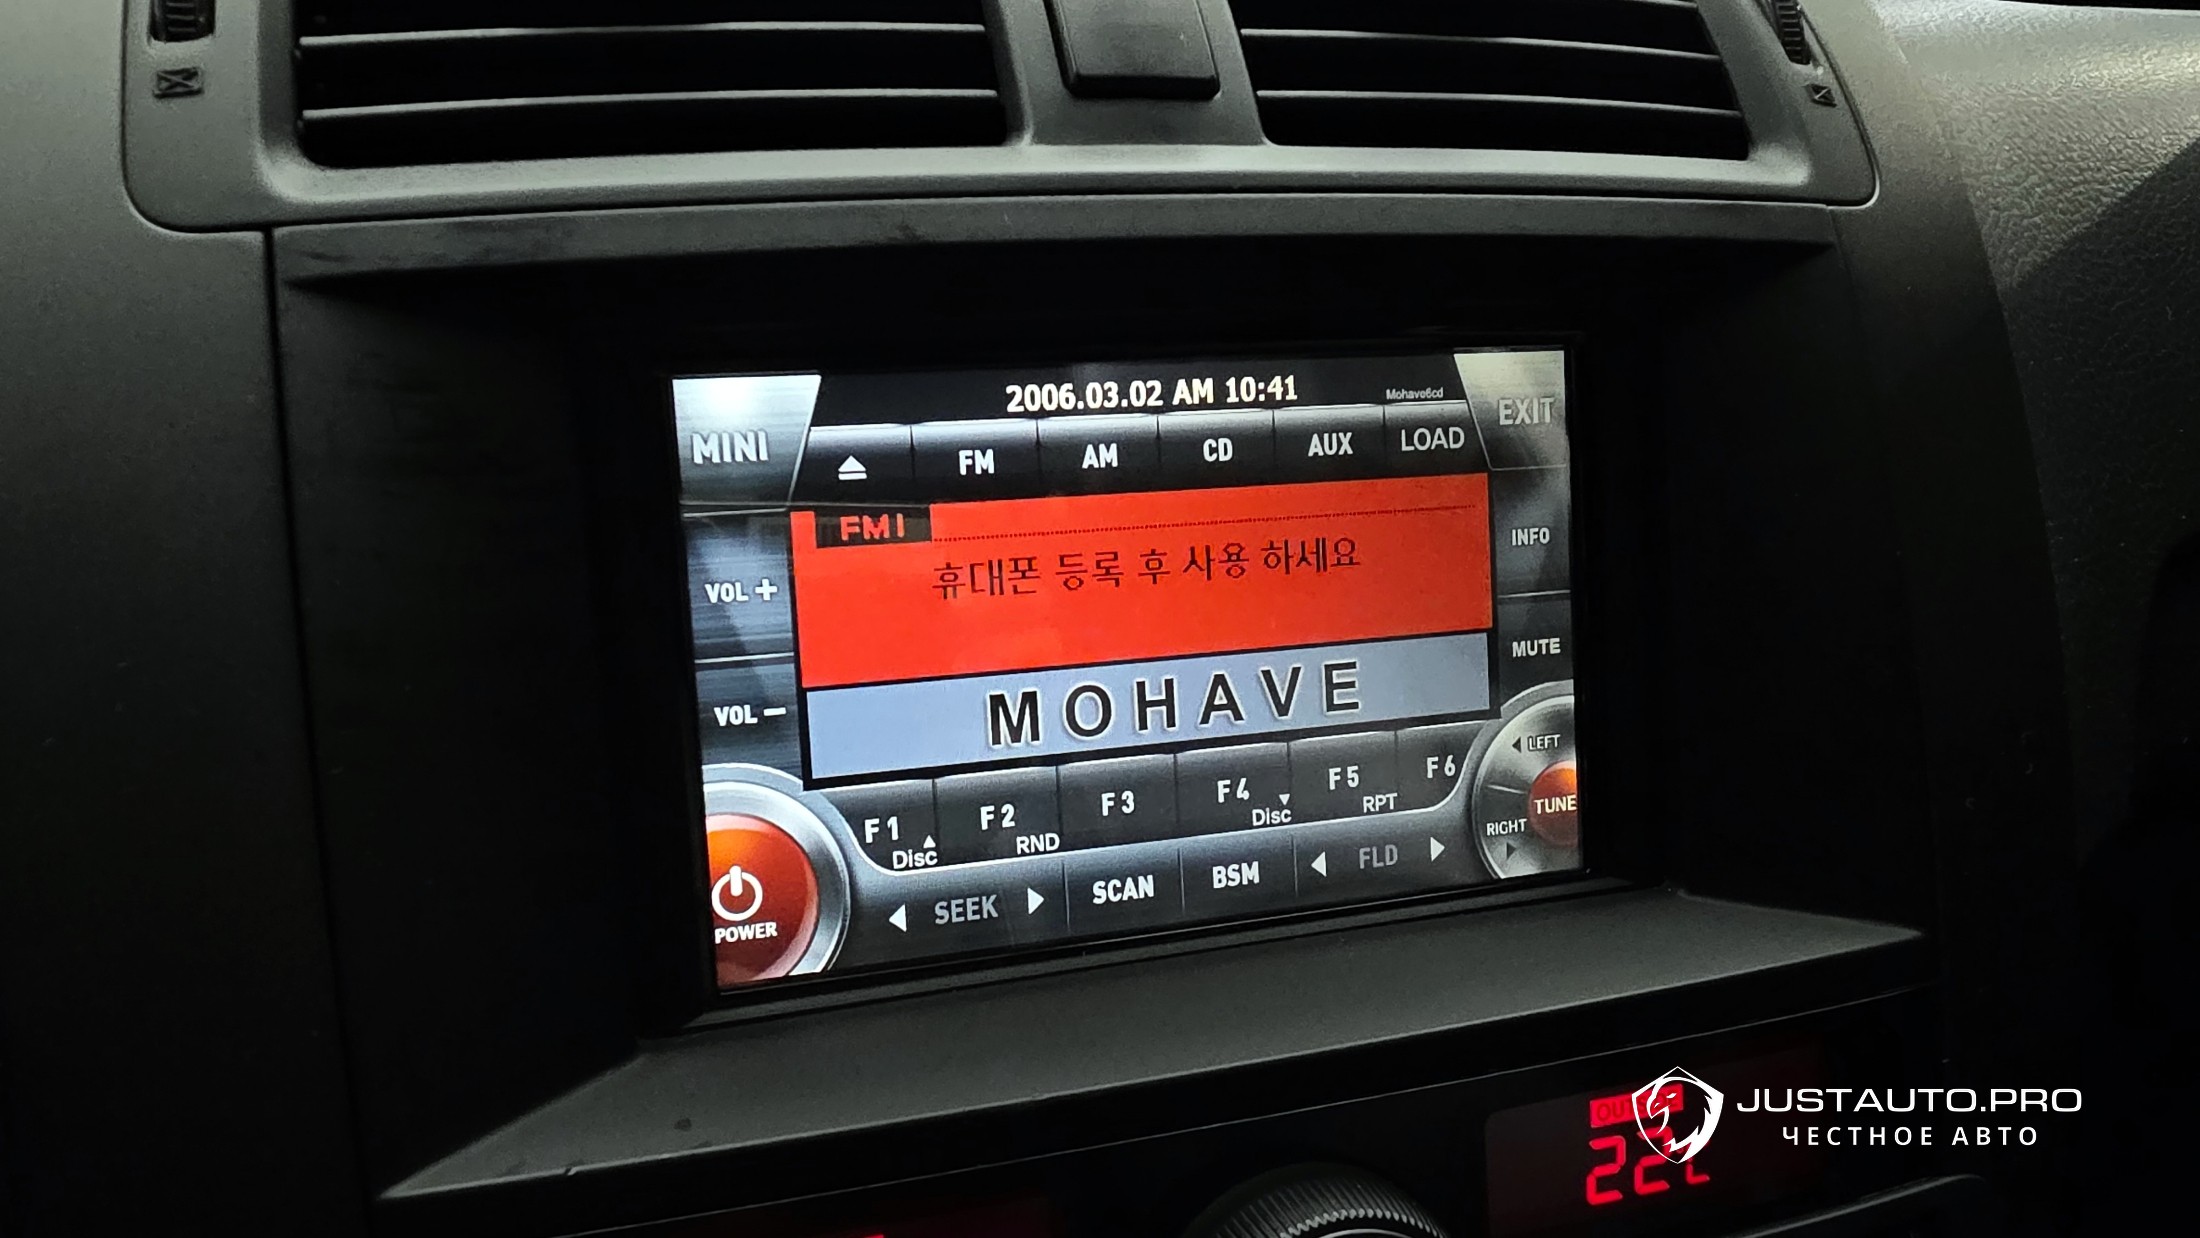 2006.03.02 AM 10:41
Mohave6cd
MINI
EXIT
FM
AM
CD
AUX
LOAD
FM1
휴대폰 등록 후 사용 하세요
INFO
VOL +
MUTE
MOHAVE
VOL −
LEFT
TUNE
RIGHT
F1
Disc
F2
RND
F3
F4
Disc
F5
RPT
F6
SEEK
SCAN
BSM
FLD
POWER
JUSTAUTO.PRO
ЧЕСТНОЕ АВТО